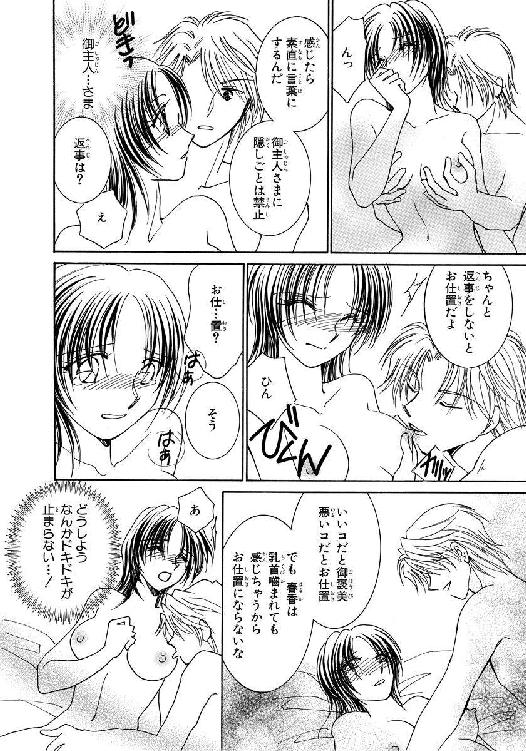 んっ
感じたら
素直に言葉に
するんだ
御主人さまに
隠しごとは禁止
ビキッ
御主人…さま
返事は?
え
ちゃんと
返事をしないと
お仕置だよ
ひん
びくん
お仕…置?
はぁ
そう
はぁ
いいコだと御褒美
悪いコだとお仕置
でも 春香は
乳首噛まれても
感じちゃうから
お仕置にならないな
あ
どうしよう
なんかドキドキが
止まらない…!